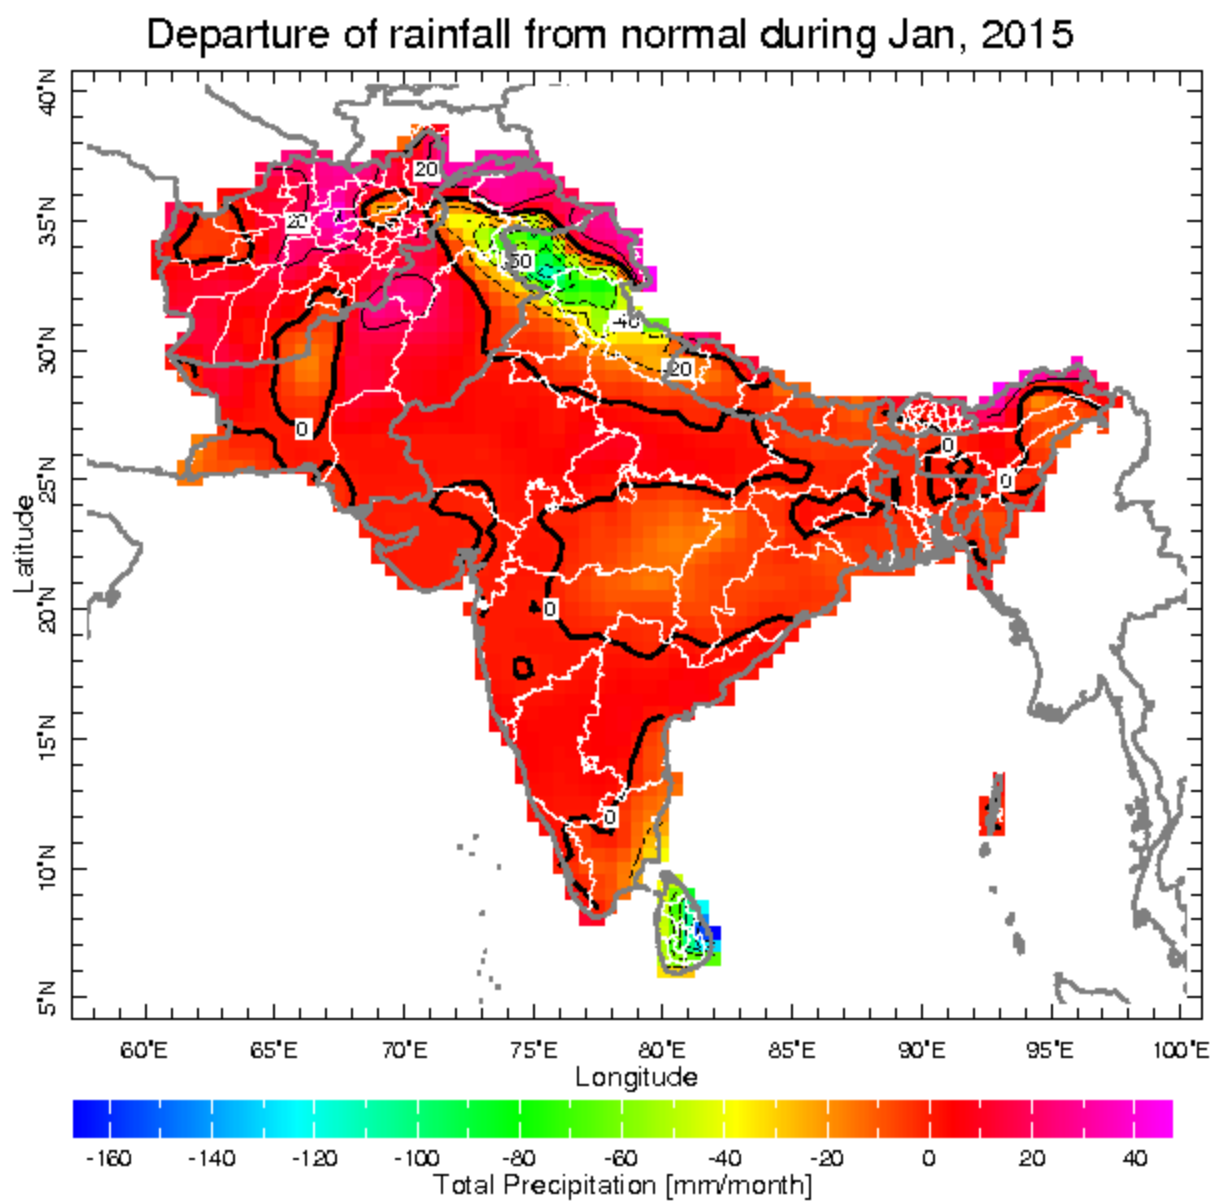 Departure of rainfall from normal during Jan, 2015
40°N
35°N
30°N
25°N
20°N
15°N
10°N
5°N
Latitude
20
20
-40
-20
0
0
0
0
0
60°E 65°E 70°E 75°E 80°E 85°E 90°E 95°E 100°E
Longitude
-160 -140 -120 -100 -80 -60 -40 -20 0 20 40
Total Precipitation [mm/month]